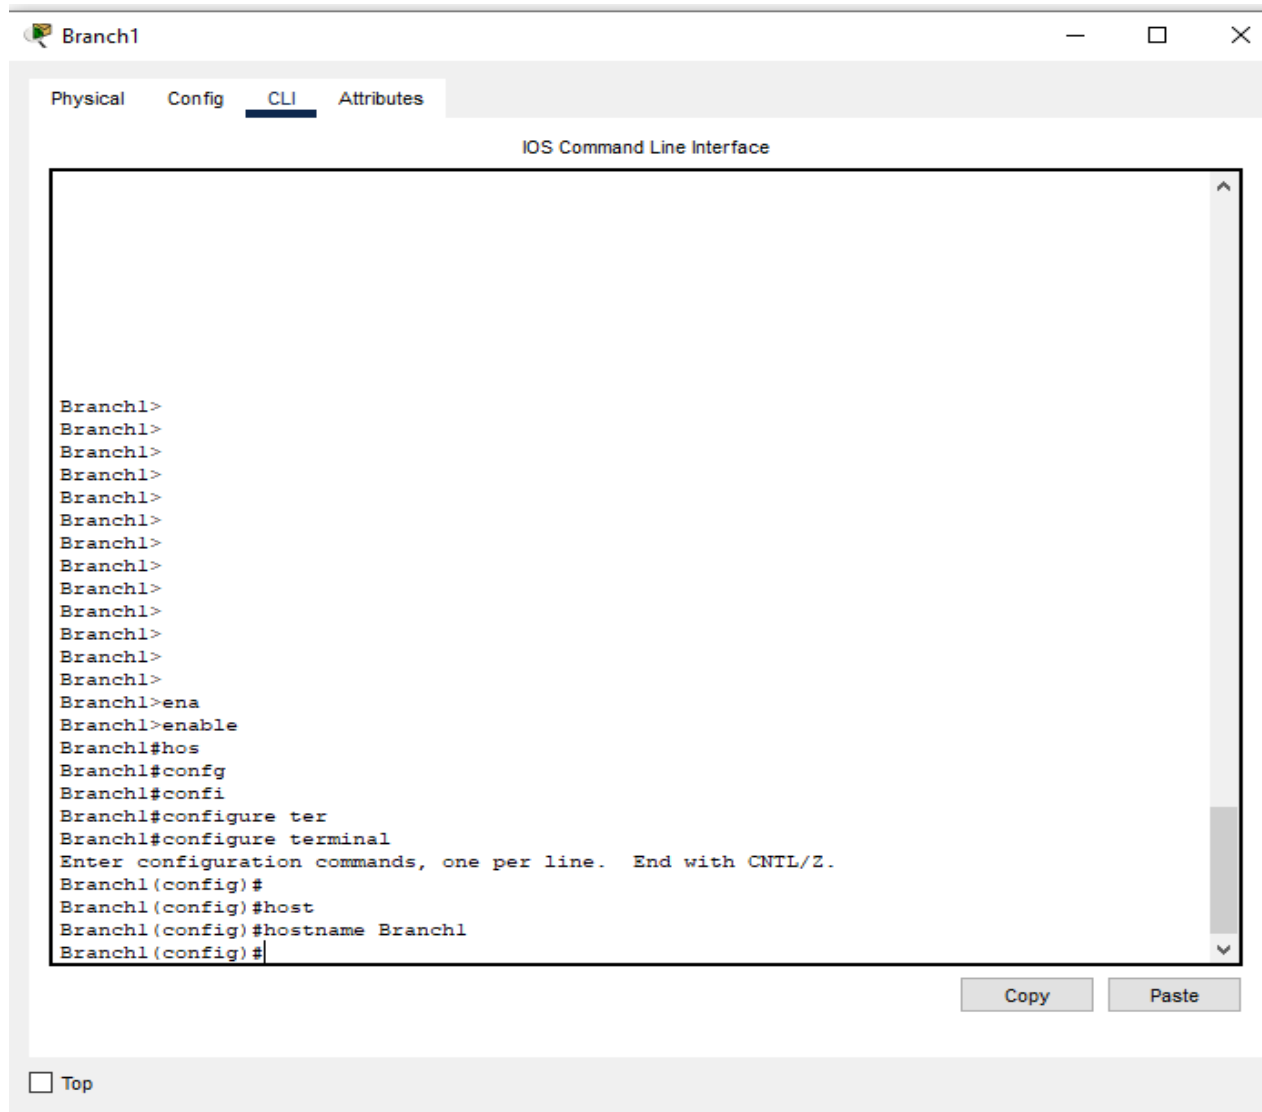 Branch1
Physical Config CLI Attributes
IOS Command Line Interface
Branch1>
Branch1>
Branch1>
Branch1>
Branch1>
Branch1>
Branch1>
Branch1>
Branch1>
Branch1>
Branch1>
Branch1>
Branch1>
Branch1>ena
Branch1>enable
Branch1#hos
Branch1#confg
Branch1#confi
Branch1#configure ter
Branch1#configure terminal
Enter configuration commands, one per line.  End with CNTL/Z.
Branch1(config)#
Branch1(config)#host
Branch1(config)#hostname Branch1
Branch1(config)#
Copy Paste
Top